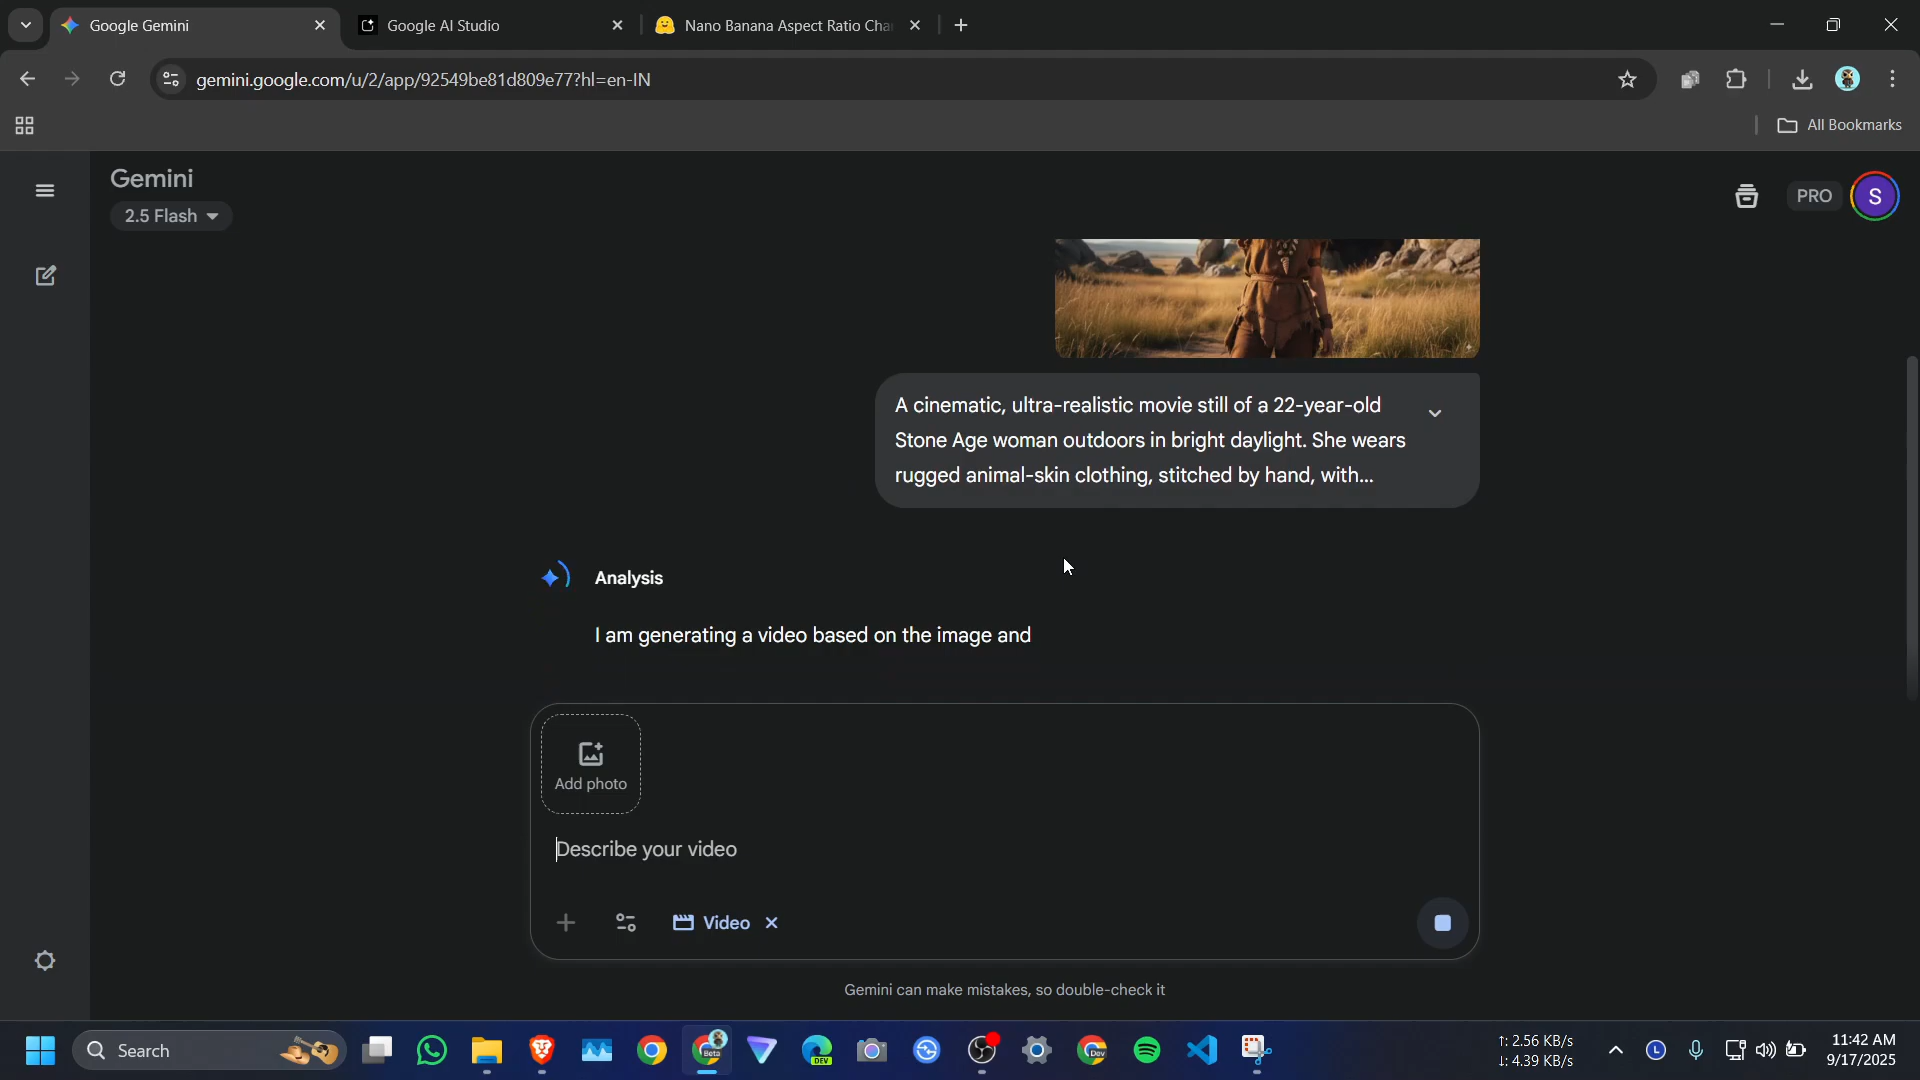 Google Gemini
Google AI Studio
Nano Banana Aspect Ratio Cha
gemini.google.com/u/2/app/92549be81d809e77?hl=en-IN
All Bookmarks
Gemini
2.5 Flash
PRO
S
A cinematic, ultra-realistic movie still of a 22-year-old
Stone Age woman outdoors in bright daylight. She wears
rugged animal-skin clothing, stitched by hand, with...
Analysis
I am generating a video based on the image and
Add photo
Describe your video
Video
Gemini can make mistakes, so double-check it
Search
Beta
DEV
Dev
L
↑: 2.56 KB/s
↓: 4.39 KB/s
11:42 AM
9/17/2025